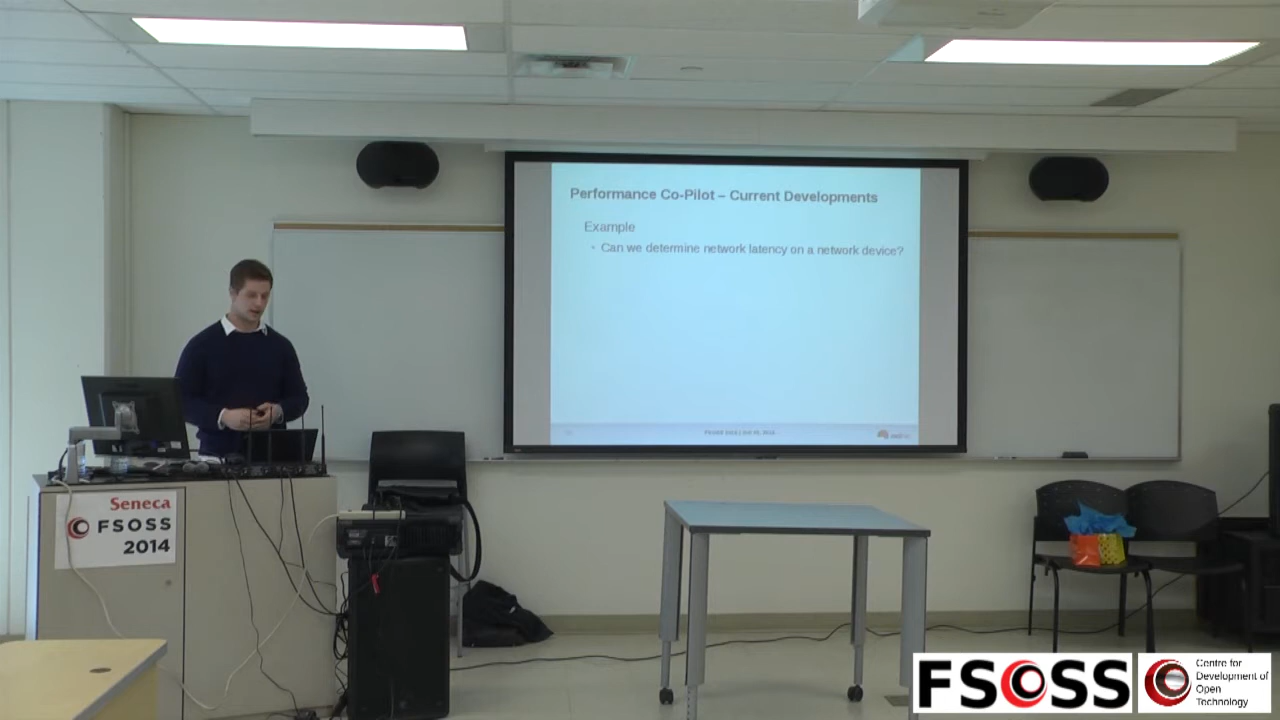 Performance Co-Pilot – Current Developments
Example
Can we determine network latency on a network device?
Seneca
FSOSS
2014
FSOSS
Centre for
Development of
Open
Technology